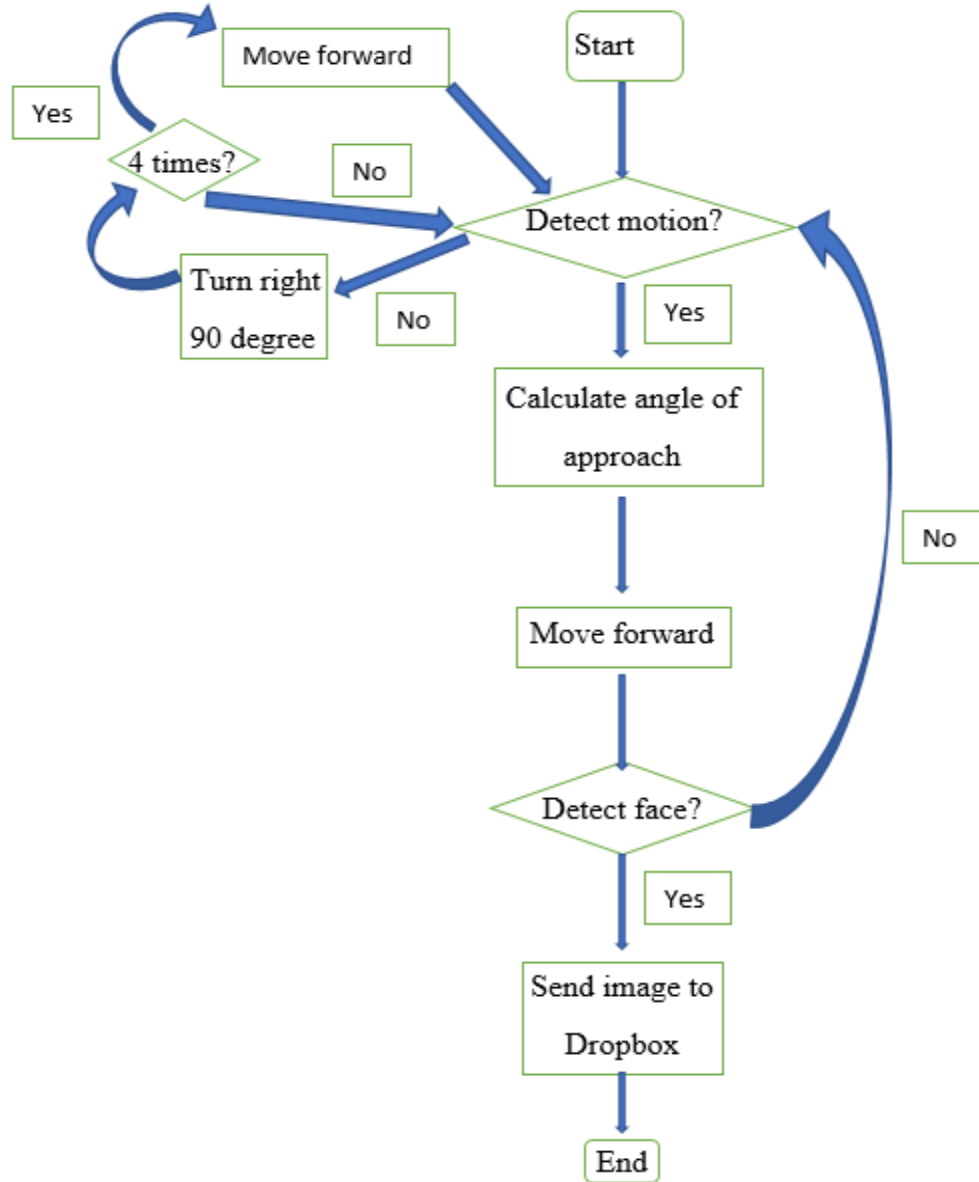 Start
Move forward
Yes
4 times?
No
Detect motion?
Turn right
90 degree
No
Yes
Calculate angle of
approach
No
Move forward
Detect face?
Yes
Send image to
Dropbox
End